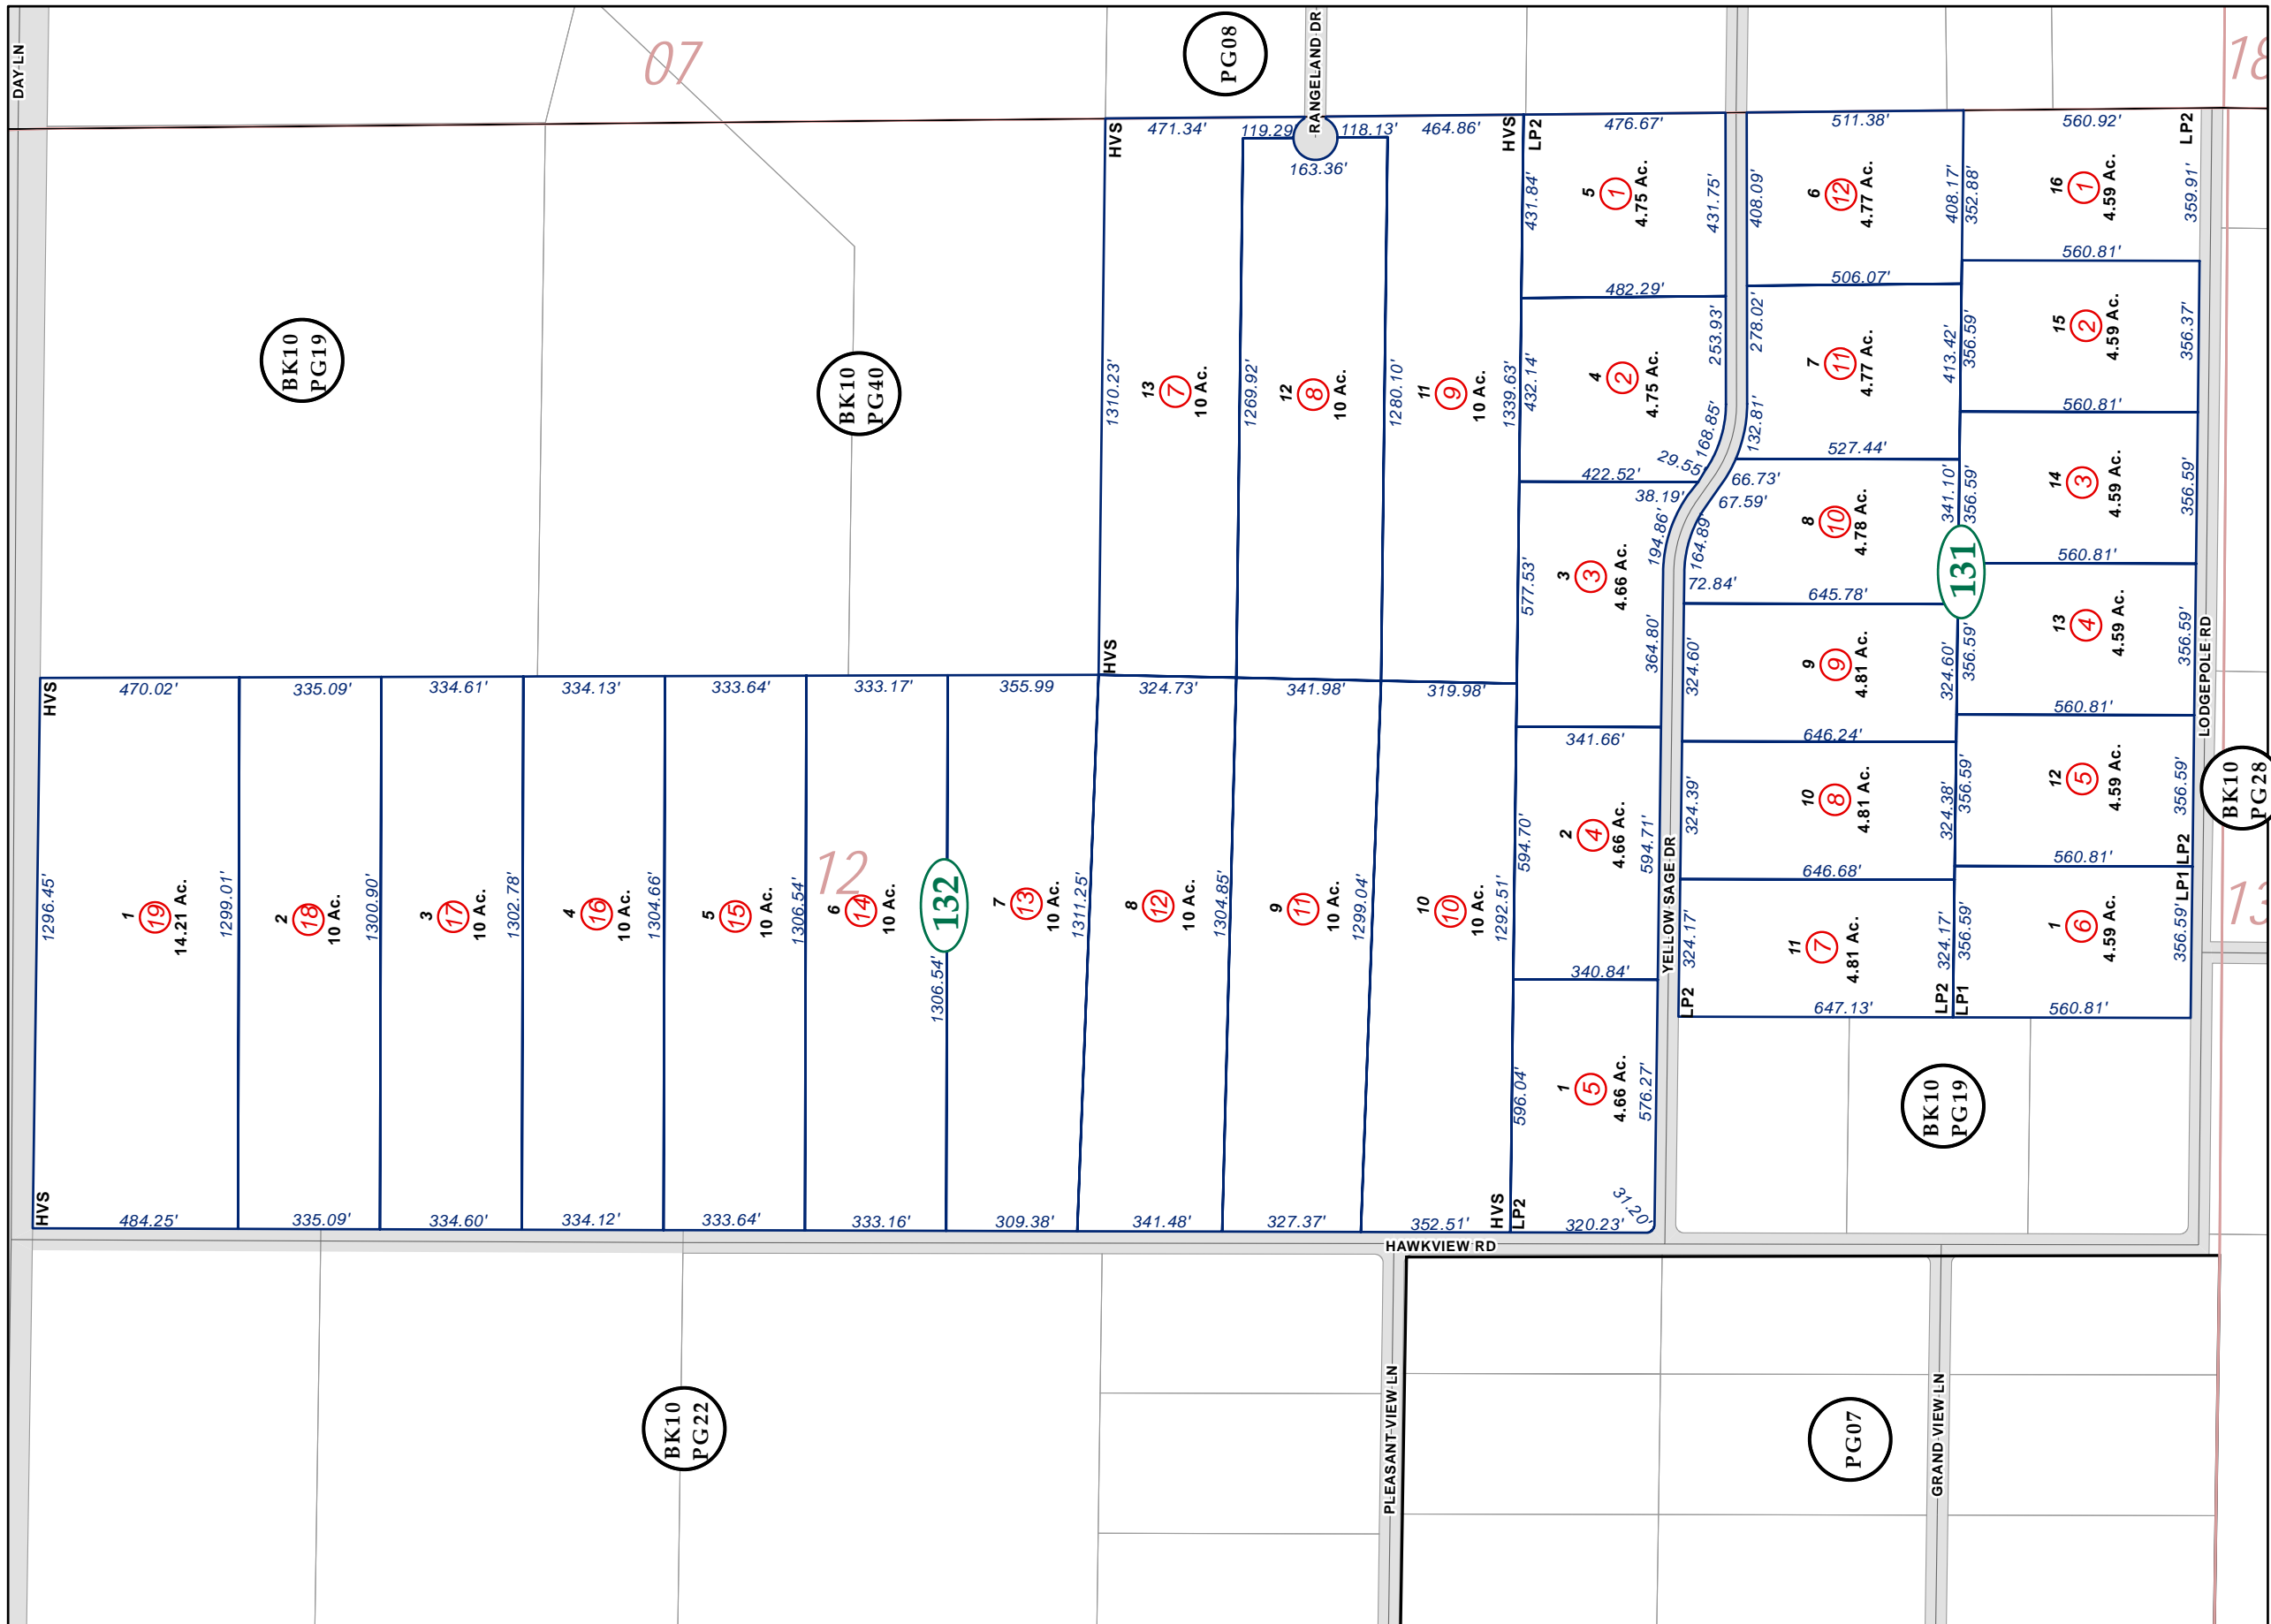 DAY LN
07
18
PG08
RANGELAND DR
BK10
PG19
BK10
PG40
HVS
471.34'
119.29
118.13'
464.86'
163.36'
HVS
LP2
476.67'
511.38'
560.92'
LP2
1310.23'
13
7
10 Ac.
1269.92'
12
8
10 Ac.
1280.10'
11
9
10 Ac.
1339.63'
HVS
431.84'
5
1
4.75 Ac.
431.75'
482.29'
432.14'
4
2
4.75 Ac.
253.93'
168.85'
29.55'
422.52'
38.19'
194.86'
577.53'
3
3
4.66 Ac.
364.80'
341.66'
594.70'
2
4
4.66 Ac.
594.71'
340.84'
596.04'
1
5
4.66 Ac.
576.27'
31.20'
320.23'
LP2
408.09'
6
12
4.77 Ac.
408.17'
506.07'
278.02'
132.81'
7
11
4.77 Ac.
413.42'
527.44'
66.73'
67.59'
164.89'
72.84'
8
10
4.78 Ac.
341.10'
645.78'
324.60'
9
9
4.81 Ac.
324.60'
646.24'
324.39'
10
8
4.81 Ac.
324.38'
646.68'
324.17'
11
7
4.81 Ac.
324.17'
647.13'
LP2
LP2
LP1
131
352.88'
16
1
4.59 Ac.
359.91'
560.81'
356.59'
15
2
4.59 Ac.
356.37'
560.81'
356.59'
14
3
4.59 Ac.
356.59'
560.81'
356.59'
13
4
4.59 Ac.
356.59'
560.81'
356.59'
12
5
4.59 Ac.
356.59'
560.81'
LP2
LP1
356.59'
1
6
4.59 Ac.
356.59'
560.81'
LODGEPOLE RD
BK10
PG28
13
YELLOW SAGE DR
BK10
PG19
HVS
470.02'
335.09'
334.61'
334.13'
333.64'
333.17'
355.99
324.73'
341.98'
319.98'
1296.45'
1
19
14.21 Ac.
1299.01'
2
18
10 Ac.
1300.90'
3
17
10 Ac.
1302.78'
4
16
10 Ac.
1304.66'
5
15
10 Ac.
1306.54'
12
6
14
10 Ac.
132
1306.54'
7
13
10 Ac.
1311.25'
8
12
10 Ac.
1304.85'
9
11
10 Ac.
1299.04'
10
10
10 Ac.
1292.51'
HVS
484.25'
335.09'
334.60'
334.12'
333.64'
333.16'
309.38'
341.48'
327.37'
352.51'
HVS
HAWKVIEW RD
BK10
PG22
PLEASANT VIEW LN
PG07
GRAND VIEW LN